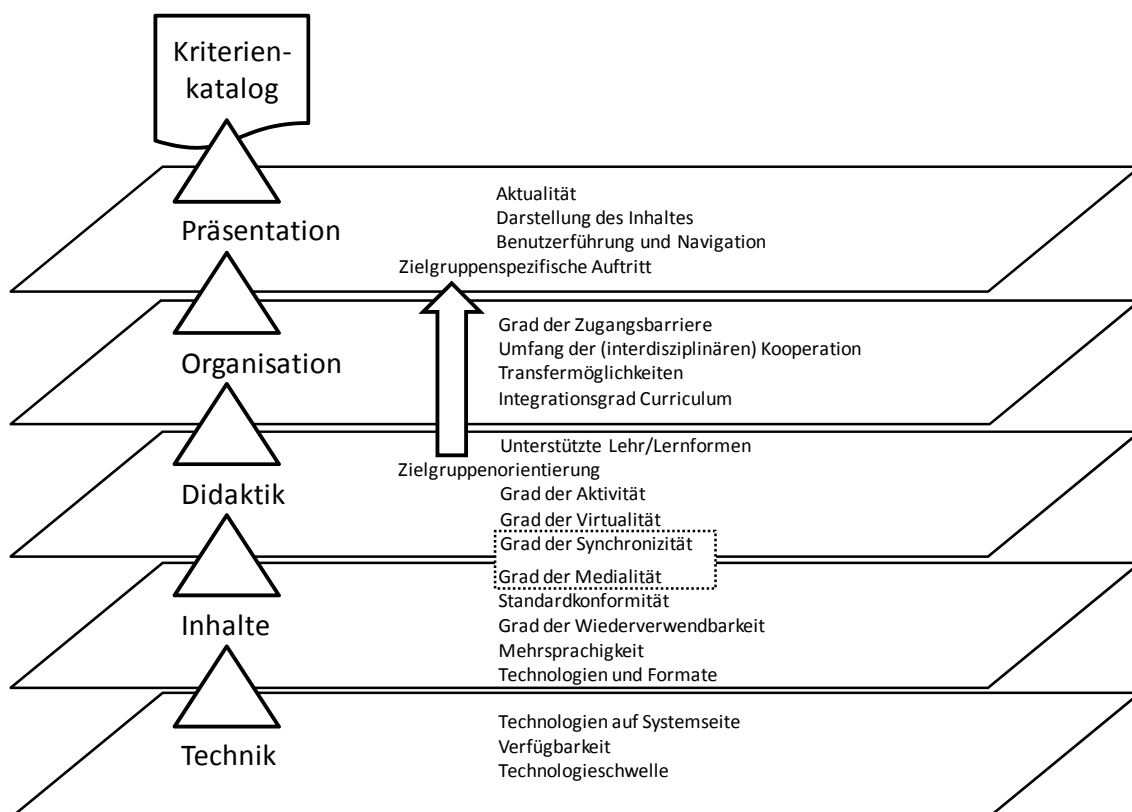 Kriterien-
katalog
Präsentation
Aktualität
Darstellung des Inhaltes
Benutzerführung und Navigation
Zielgruppenspezifische Auftritt
Organisation
Grad der Zugangsbarriere
Umfang der (interdisziplinären) Kooperation
Transfermöglichkeiten
Integrationsgrad Curriculum
Didaktik
Unterstützte Lehr/Lernformen
Zielgruppenorientierung
Grad der Aktivität
Grad der Virtualität
Grad der Synchronizität
Grad der Medialität
Inhalte
Standardkonformität
Grad der Wiederverwendbarkeit
Mehrsprachigkeit
Technologien und Formate
Technik
Technologien auf Systemseite
Verfügbarkeit
Technologieschwelle